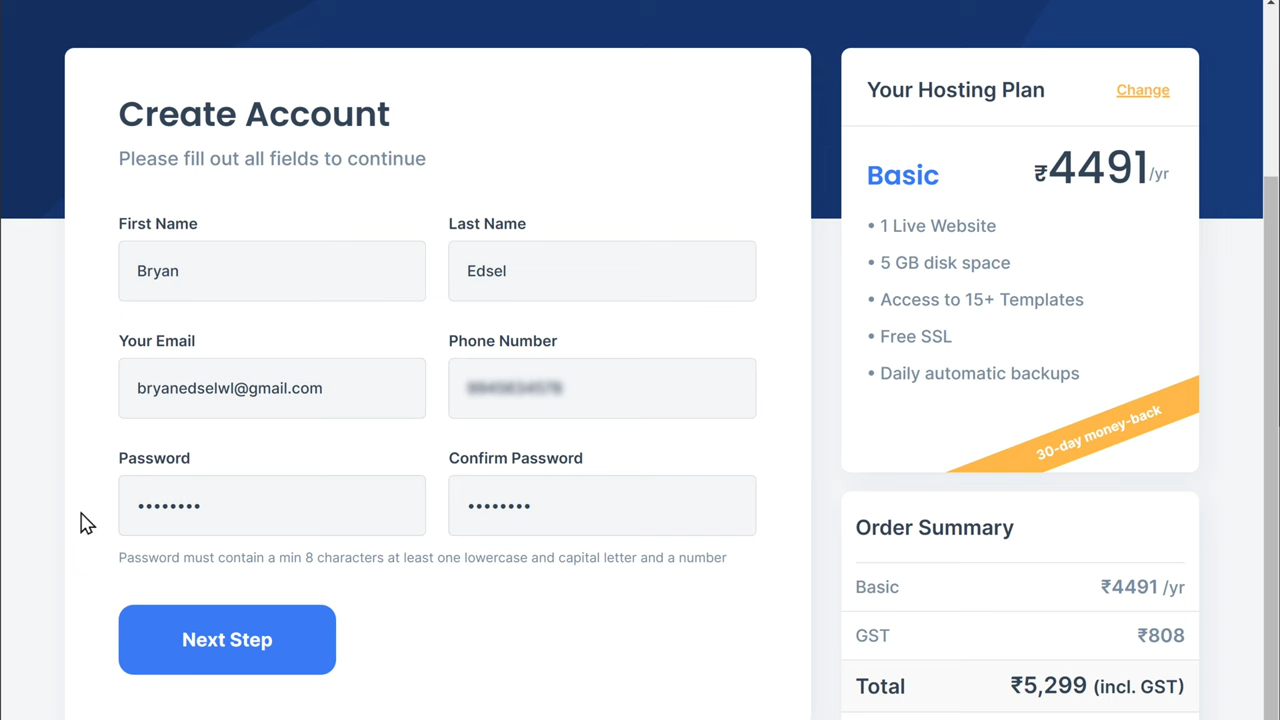 Create Account
Please fill out all fields to continue
First Name
Last Name
Bryan
Edsel
Your Email
Phone Number
bryanedselwl@gmail.com
Password
Confirm Password
••••••••
••••••••
Password must contain a min 8 characters at least one lowercase and capital letter and a number
Next Step
Your Hosting Plan
Change
Basic
₹4491/yr
• 1 Live Website
• 5 GB disk space
• Access to 15+ Templates
• Free SSL
• Daily automatic backups
30-day money-back
Order Summary
Basic
₹4491 /yr
GST
₹808
Total
₹5,299 (incl. GST)